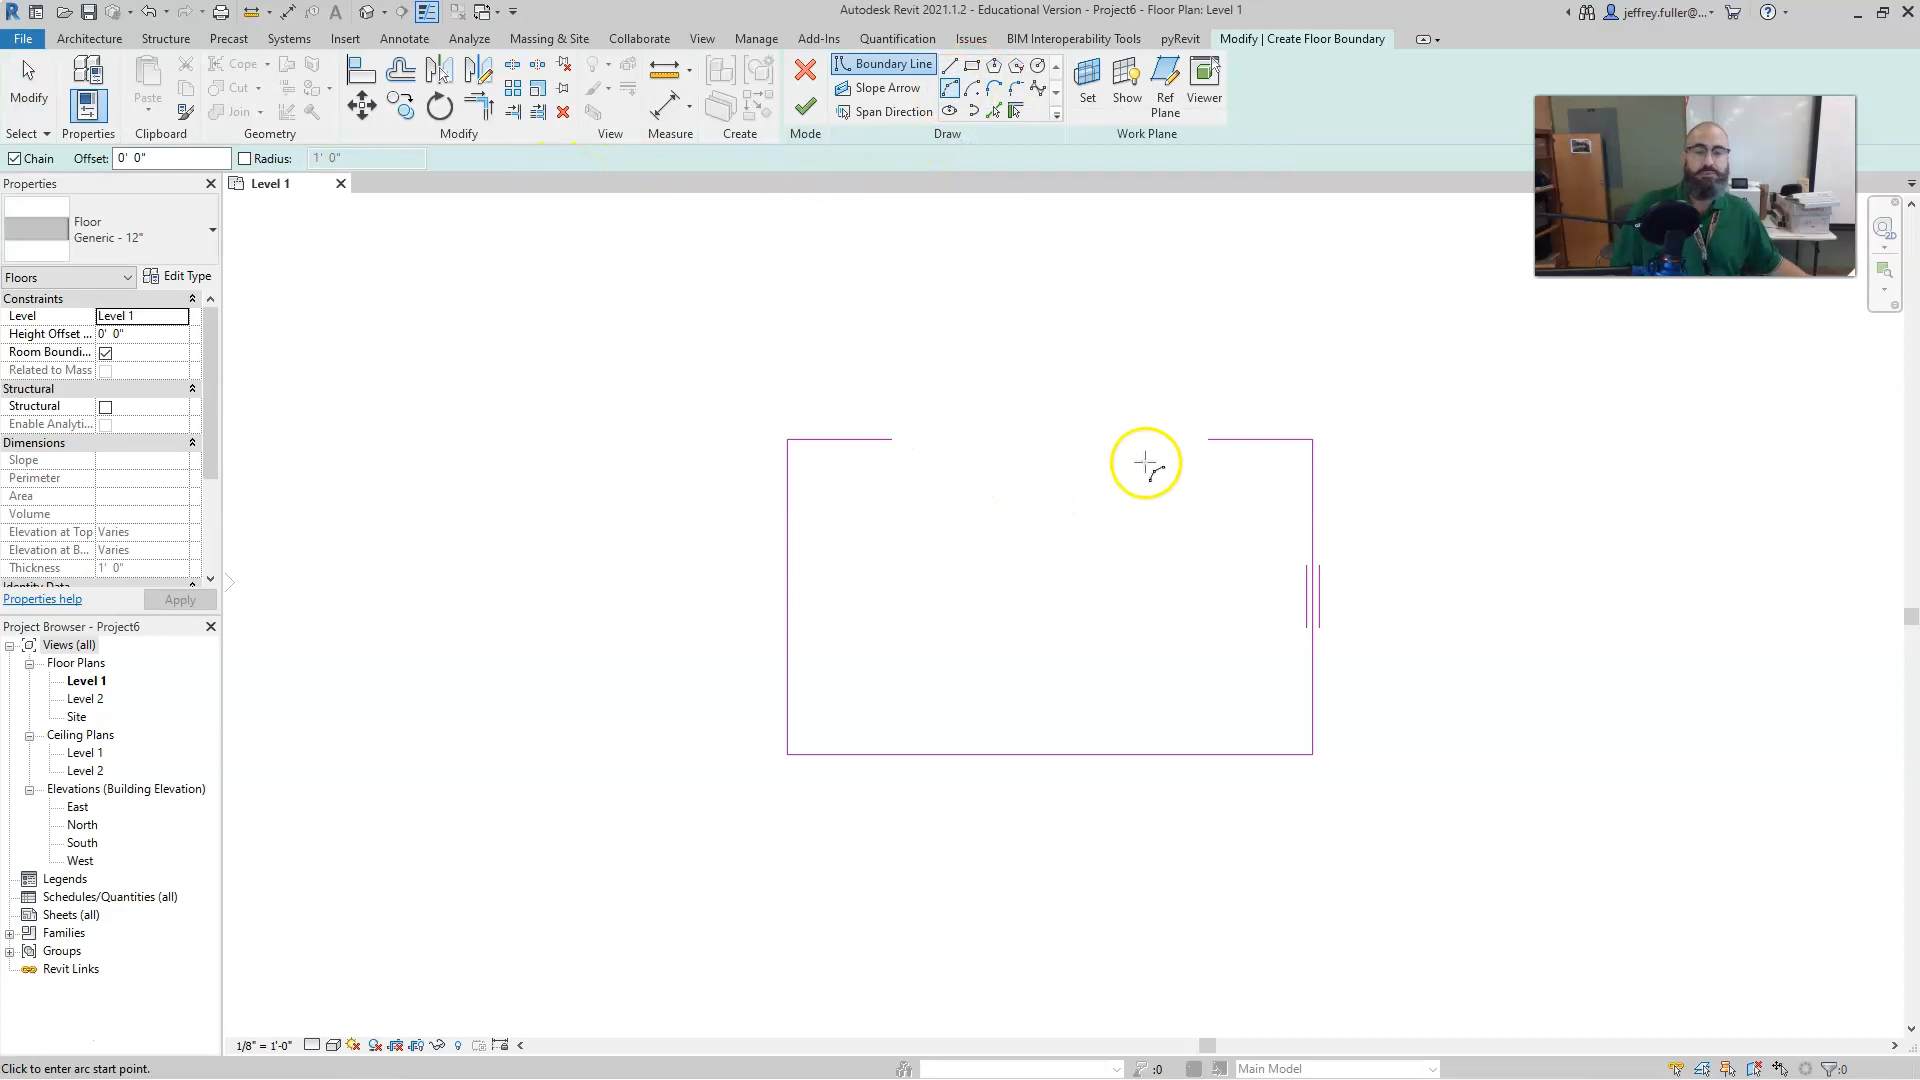 Autodesk Revit 2021.1.2 - Educational Version - Project6 - Floor Plan: Level 1
jeffrey.fuller@...
File Architecture Structure Precast Systems Insert Annotate Analyze Massing & Site Collaborate View Manage Add-Ins Quantification Issues BIM Interoperability Tools pyRevit Modify | Create Floor Boundary
Modify
Paste
Cope
Cut
Join
Boundary Line
Slope Arrow
Span Direction
Set Show Ref Plane Viewer
Select Properties Clipboard Geometry Modify View Measure Create Mode Draw Work Plane
Chain Offset: 0' 0" Radius: 1' 0"
Properties
Level 1
Floor
Generic - 12"
Floors Edit Type
Constraints
Level Level 1
Height Offset ... 0' 0"
Room Boundi...
Related to Mass
Structural
Structural
Enable Analyti...
Dimensions
Slope
Perimeter
Area
Volume
Elevation at Top Varies
Elevation at B... Varies
Thickness 1' 0"
Identity Data
Properties help Apply
Project Browser - Project6
Views (all)
Floor Plans
Level 1
Level 2
Site
Ceiling Plans
Level 1
Level 2
Elevations (Building Elevation)
East
North
South
West
Legends
Schedules/Quantities (all)
Sheets (all)
Families
Groups
Revit Links
2D
1/8" = 1'-0"
Click to enter arc start point.
:0
Main Model
:0